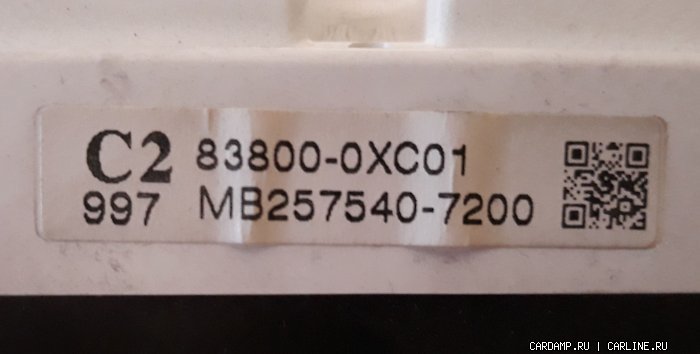 C2 83800-0XC01
997 MB257540-7200
CARDAMP.RU | CARLINE.RU